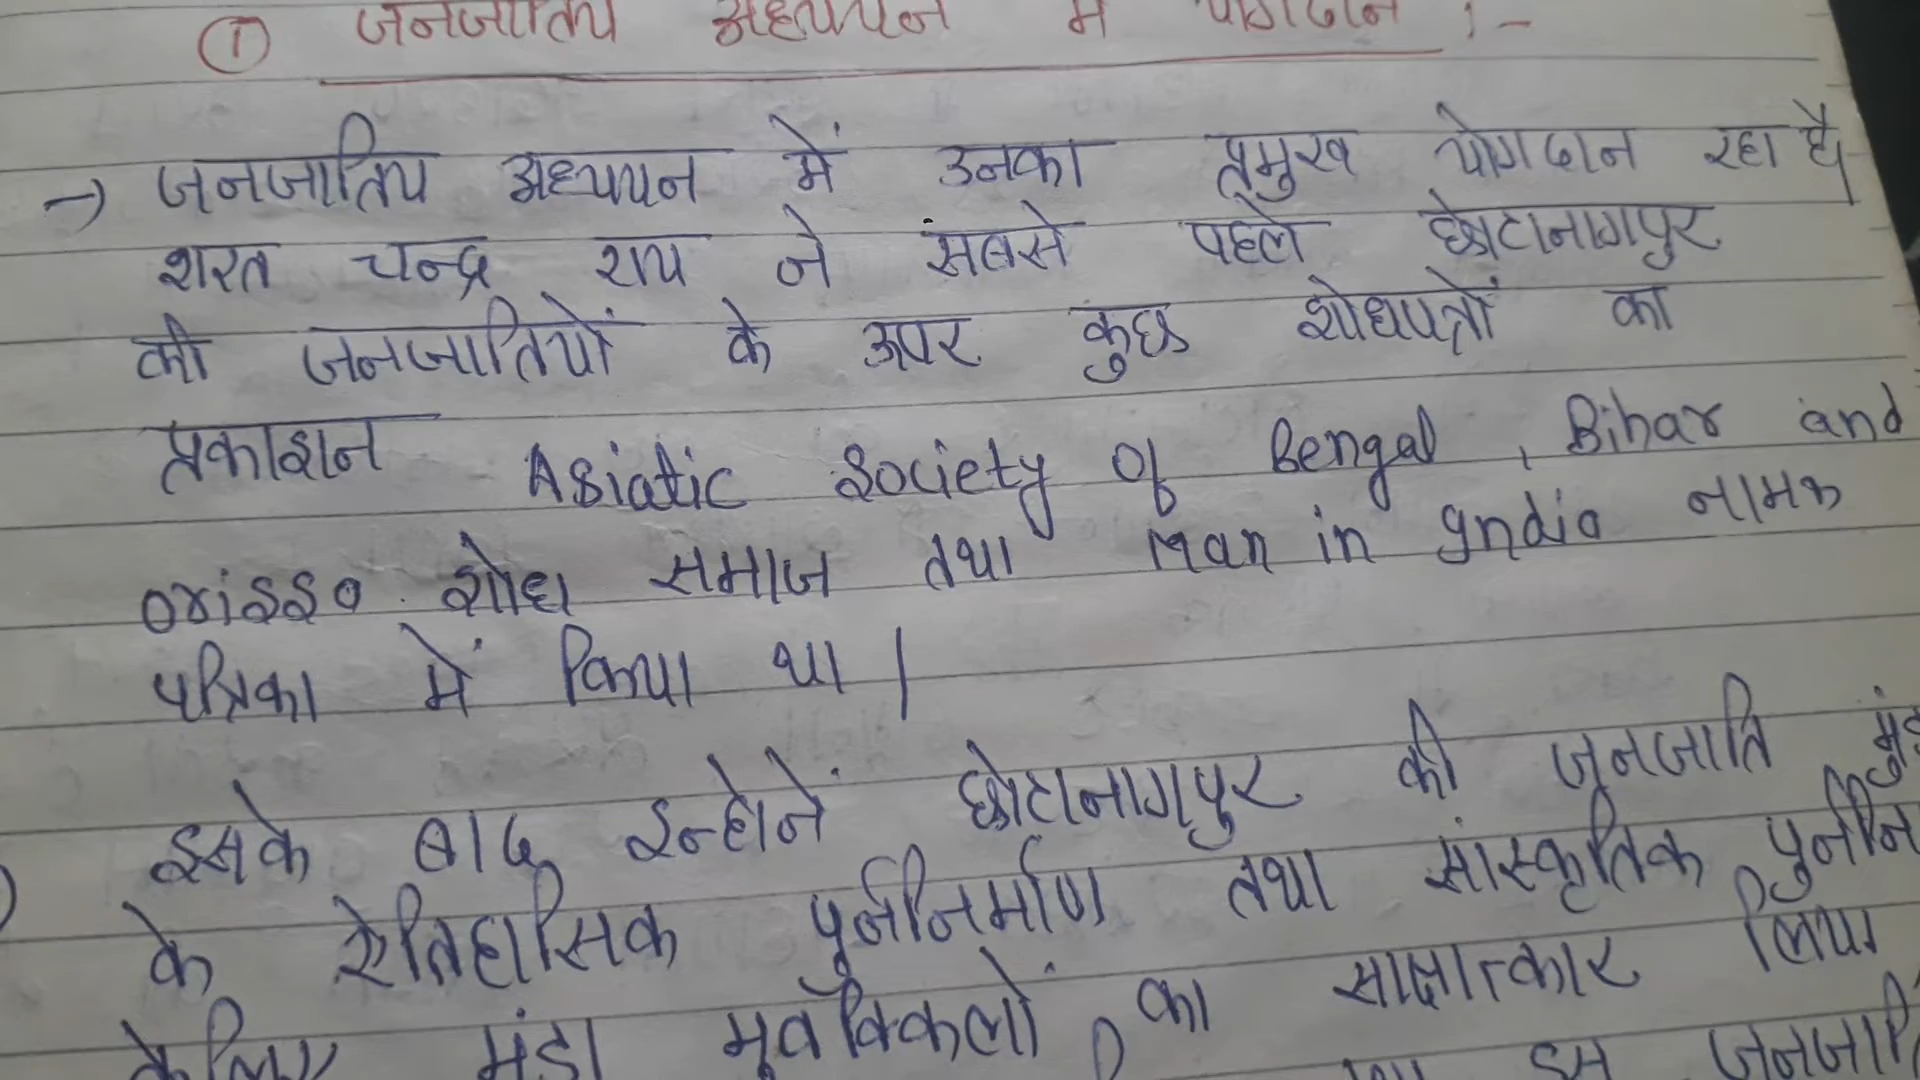 ① जनजातिय अध्ययन में योगदान :-
→ जनजातिय अध्ययन में उनका प्रमुख योगदान रहा है।
शरत चन्द्र राय ने सबसे पहले छोटानागपुर
की जनजातियों के ऊपर कुछ शोधपत्रों का
प्रकाशन Asiatic Society of Bengal, Bihar and
orissa शोध समाज तथा Man in India नामक
पत्रिका में किया था |
इसके बाद इन्होने छोटानागपुर की जनजाति
के ऐतिहासिक पुर्ननिर्माण तथा सांस्कृतिक
के लिए मुंडा मुवक्किलों का साक्षात्कार लिया
इस